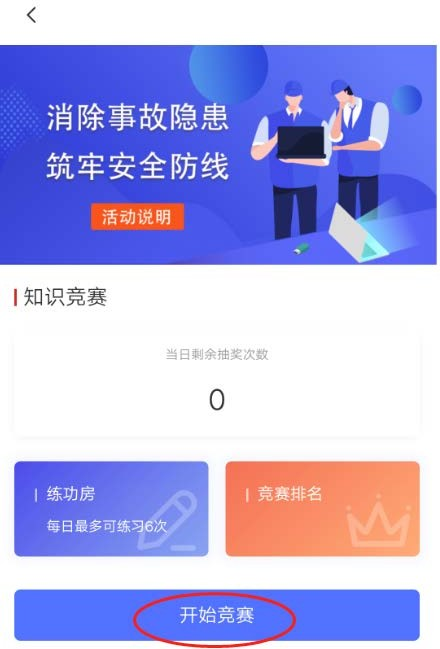 消除事故隐患
筑牢安全防线
活动说明
知识竞赛
当日剩余抽奖次数
0
练功房
每日最多可练习6次
竞赛排名
开始竞赛